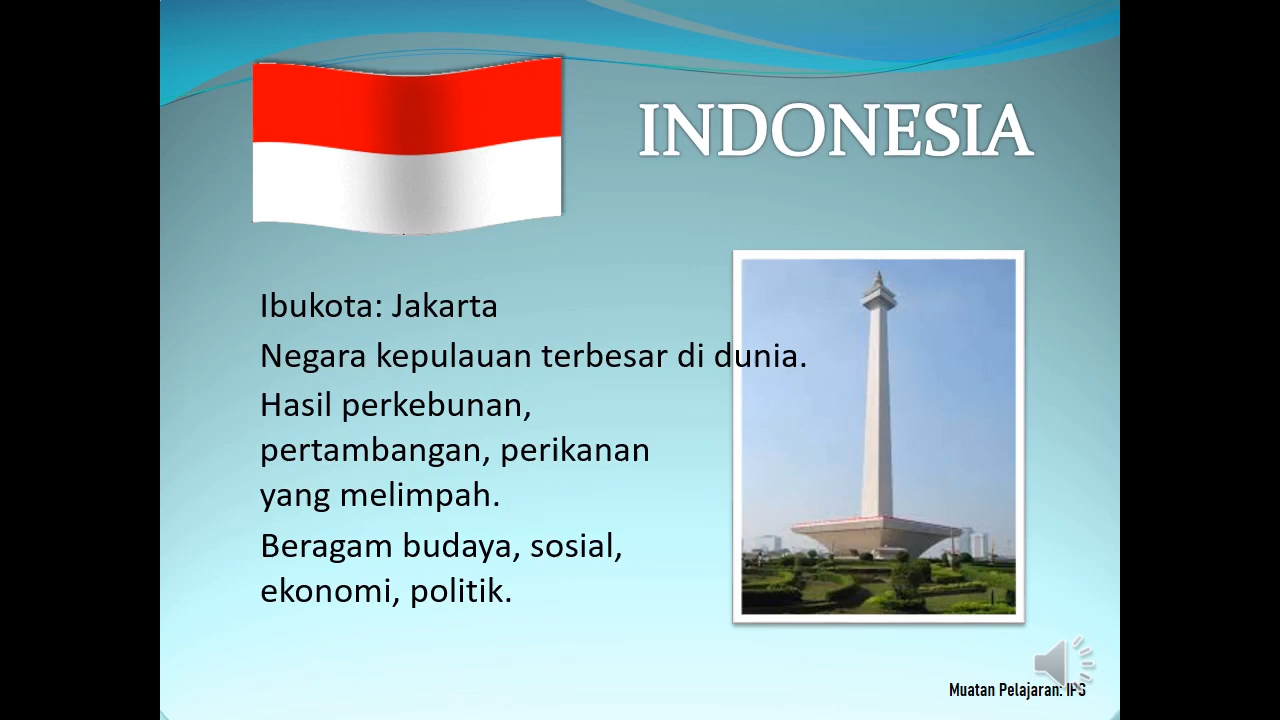 INDONESIA
Ibukota: Jakarta
Negara kepulauan terbesar di dunia.
Hasil perkebunan,
pertambangan, perikanan
yang melimpah.
Beragam budaya, sosial,
ekonomi, politik.
Muatan Pelajaran: IPS